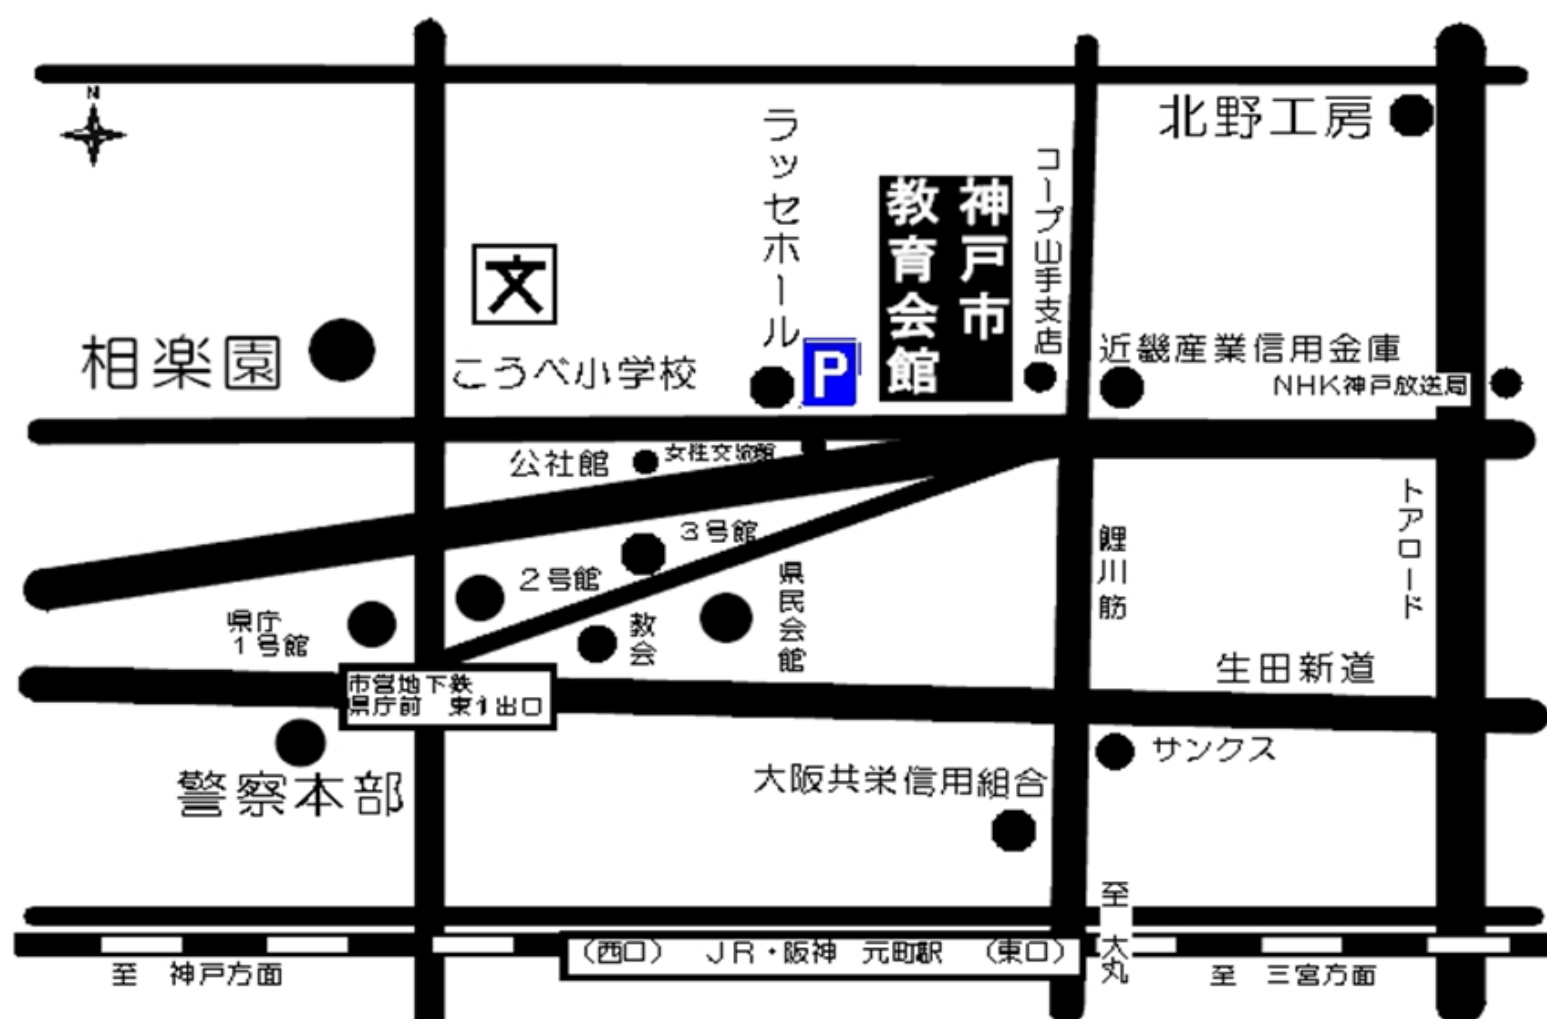 N
北野工房
ラッセホール
神戸市
教育会館
コープ山手支店
文
相楽園
こうべ小学校
P
近畿産業信用金庫
NHK神戸放送局
公社館
女性交流館
3号館
2号館
県民会館
教会
県庁
1号館
鯉川筋
トアロード
生田新道
市営地下鉄
県庁前 東1出口
警察本部
サンクス
大阪共栄信用組合
至 大丸
(西口) JR・阪神 元町駅 (東口)
至 神戸方面
至 三宮方面